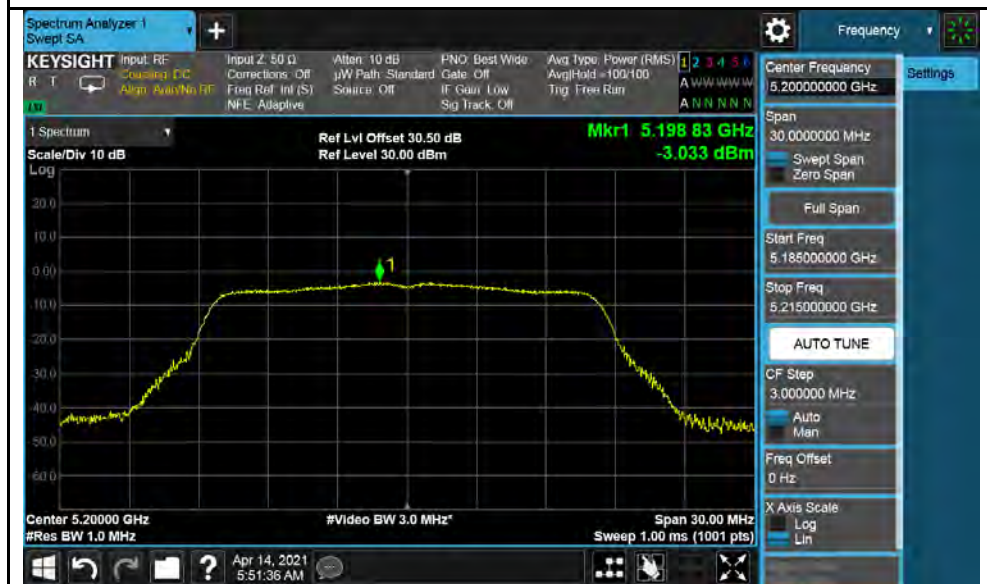 Spectrum Analyzer 1
Swept SA
Frequency
KEYSIGHT
R T
Input: RF
Coupling: DC
Align: Auto/No RF
Input Z: 50 Ω
Corrections: Off
Freq Ref: Int (S)
NFE: Adaptive
Atten: 10 dB
µW Path: Standard
Source: Off
PNO: Best Wide
Gate: Off
IF Gain: Low
Sig Track: Off
Avg Type: Power (RMS)
Avg|Hold: >100/100
Trig: Free Run
1 2 3 4 5 6
A W W W W W
A N N N N N
Center Frequency
5.200000000 GHz
Settings
1 Spectrum
Scale/Div 10 dB
Log
Ref Lvl Offset 30.50 dB
Ref Level 30.00 dBm
Mkr1 5.198 83 GHz
-3.033 dBm
Span
30.0000000 MHz
Swept Span
Zero Span
Full Span
Start Freq
5.185000000 GHz
Stop Freq
5.215000000 GHz
AUTO TUNE
CF Step
3.000000 MHz
Auto
Man
Freq Offset
0 Hz
X Axis Scale
Log
Lin
20.0
10.0
0.00
-10.0
-20.0
-30.0
-40.0
-50.0
-60.0
1
Center 5.20000 GHz
#Video BW 3.0 MHz*
Span 30.00 MHz
#Res BW 1.0 MHz
Sweep 1.00 ms (1001 pts)
?
Apr 14, 2021
5:51:36 AM